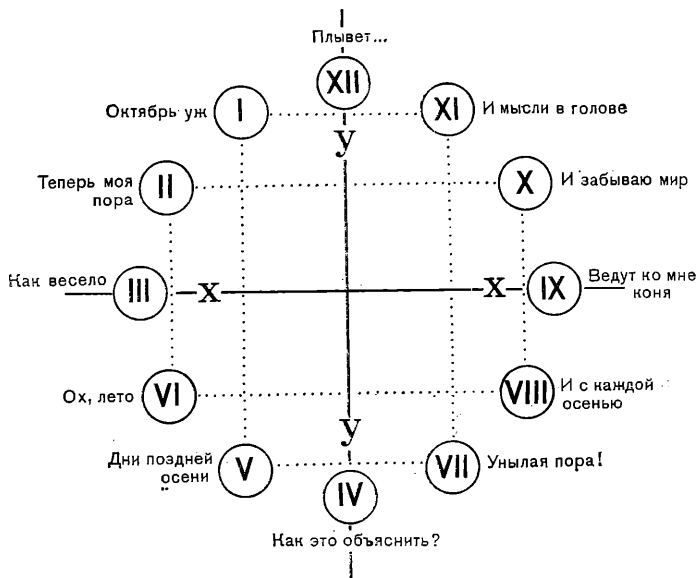 Плывет...
XII
Октябрь уж
I
XI
И мысли в голове
У
Теперь моя
пора
II
X
И забываю мир
Как весело
III
X
X
IX
Ведут ко мне
коня
Ох, лето
VI
VIII
И с каждой
осенью
У
Дни поздней
осени
V
VII
Унылая пора!
IV
Как это объяснить?